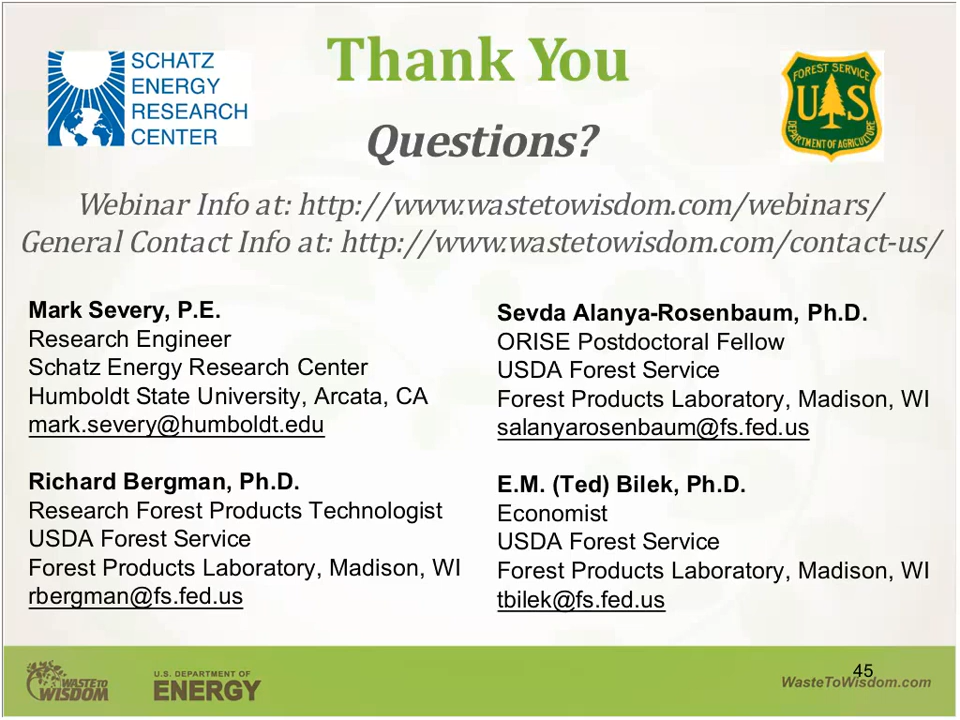 SCHATZ
ENERGY
RESEARCH
CENTER
Thank You
FOREST SERVICE
U S
DEPARTMENT OF AGRICULTURE
Questions?
Webinar Info at: http://www.wastetowisdom.com/webinars/
General Contact Info at: http://www.wastetowisdom.com/contact-us/
Mark Severy, P.E.
Research Engineer
Schatz Energy Research Center
Humboldt State University, Arcata, CA
mark.severy@humboldt.edu
Sevda Alanya-Rosenbaum, Ph.D.
ORISE Postdoctoral Fellow
USDA Forest Service
Forest Products Laboratory, Madison, WI
salanyarosenbaum@fs.fed.us
Richard Bergman, Ph.D.
Research Forest Products Technologist
USDA Forest Service
Forest Products Laboratory, Madison, WI
rbergman@fs.fed.us
E.M. (Ted) Bilek, Ph.D.
Economist
USDA Forest Service
Forest Products Laboratory, Madison, WI
tbilek@fs.fed.us
WASTE TO
WISDOM
U.S. DEPARTMENT OF
ENERGY
45
WasteToWisdom.com